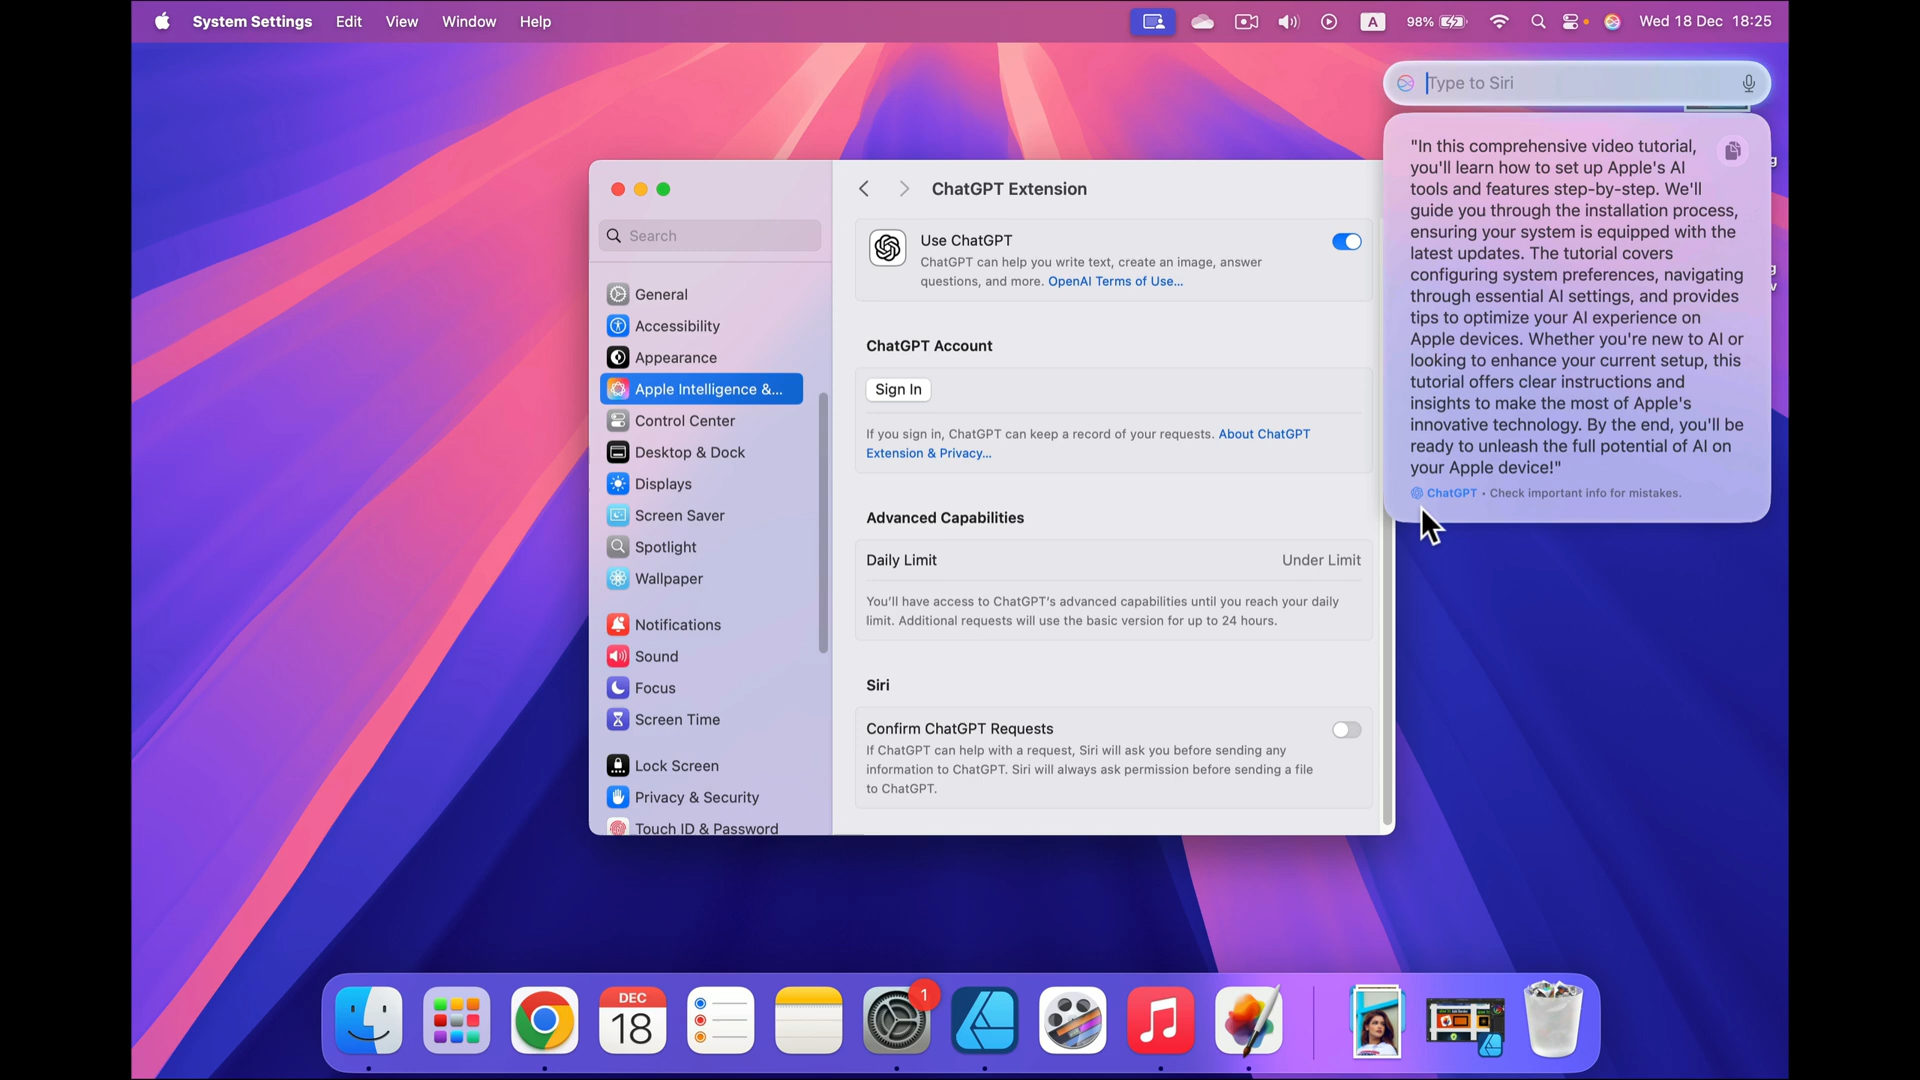 System Settings Edit View Window Help
A 98% Wed 18 Dec 18:25
Type to Siri
"In this comprehensive video tutorial,
you'll learn how to set up Apple's AI
tools and features step-by-step. We'll
guide you through the installation process,
ensuring your system is equipped with the
latest updates. The tutorial covers
configuring system preferences, navigating
through essential AI settings, and provides
tips to optimize your AI experience on
Apple devices. Whether you're new to AI or
looking to enhance your current setup, this
tutorial offers clear instructions and
insights to make the most of Apple's
innovative technology. By the end, you'll be
ready to unleash the full potential of AI on
your Apple device!"
ChatGPT • Check important info for mistakes.
Search
General
Accessibility
Appearance
Apple Intelligence &...
Control Center
Desktop & Dock
Displays
Screen Saver
Spotlight
Wallpaper
Notifications
Sound
Focus
Screen Time
Lock Screen
Privacy & Security
Touch ID & Password
ChatGPT Extension
Use ChatGPT
ChatGPT can help you write text, create an image, answer
questions, and more. OpenAI Terms of Use...
ChatGPT Account
Sign In
If you sign in, ChatGPT can keep a record of your requests. About ChatGPT
Extension & Privacy...
Advanced Capabilities
Daily Limit Under Limit
You'll have access to ChatGPT's advanced capabilities until you reach your daily
limit. Additional requests will use the basic version for up to 24 hours.
Siri
Confirm ChatGPT Requests
If ChatGPT can help with a request, Siri will ask you before sending any
information to ChatGPT. Siri will always ask permission before sending a file
to ChatGPT.
DEC
18
1